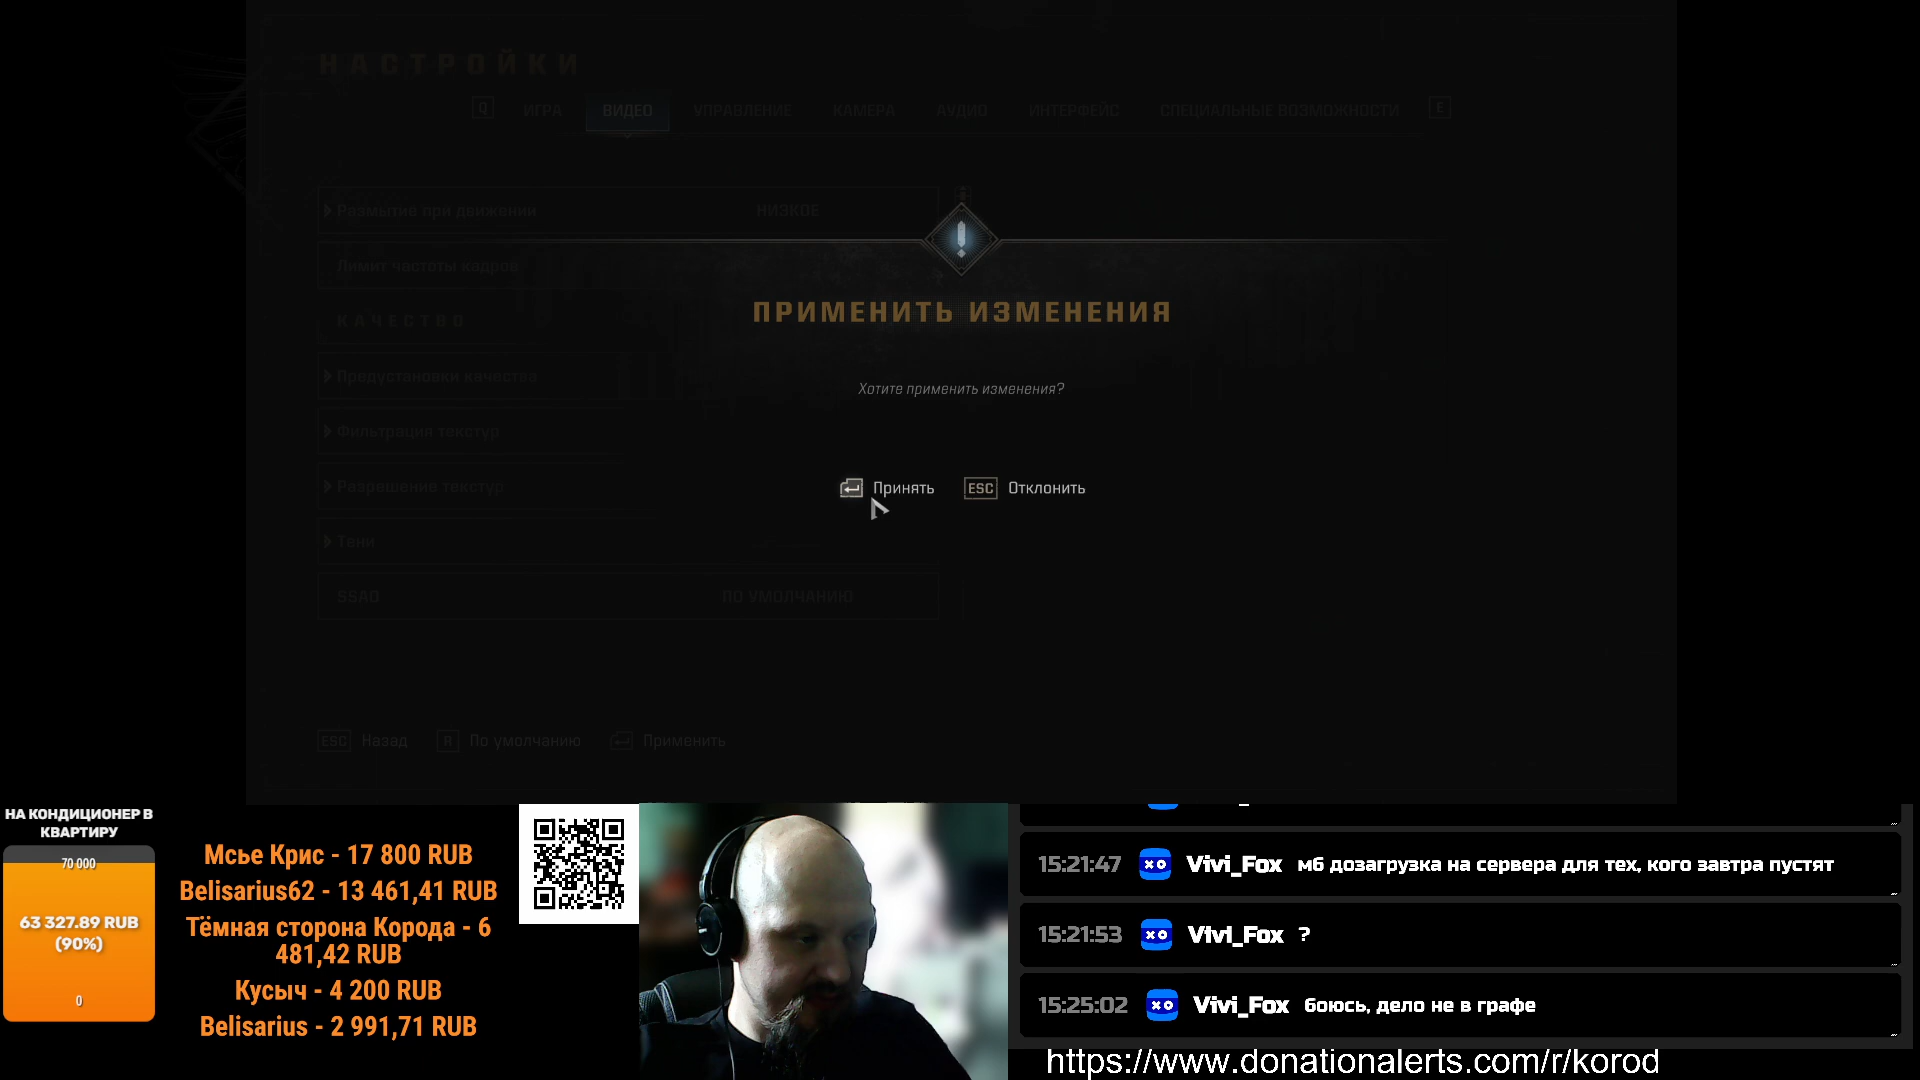 НАСТРОЙКИ
Q ИГРА ВИДЕО УПРАВЛЕНИЕ КАМЕРА АУДИО ИНТЕРФЕЙС СПЕЦИАЛЬНЫЕ ВОЗМОЖНОСТИ E
Размытие при движении НИЗКОЕ
Лимит частоты кадров
КАЧЕСТВО
Предустановки качества
Фильтрация текстур
Разрешение текстур
Тени
SSAO ПО УМОЛЧАНИЮ
ПРИМЕНИТЬ ИЗМЕНЕНИЯ
Хотите применить изменения?
Принять ESC Отклонить
ESC Назад R По умолчанию Применить
НА КОНДИЦИОНЕР В
КВАРТИРУ
70 000
63 327.89 RUB
(90%)
0
Мсье Крис - 17 800 RUB
Belisarius62 - 13 461,41 RUB
Тёмная сторона Корода - 6
481,42 RUB
Кусыч - 4 200 RUB
Belisarius - 2 991,71 RUB
15:21:47 Vivi_Fox мб дозагрузка на сервера для тех, кого завтра пустят
15:21:53 Vivi_Fox ?
15:25:02 Vivi_Fox боюсь, дело не в графе
https://www.donationalerts.com/r/korod